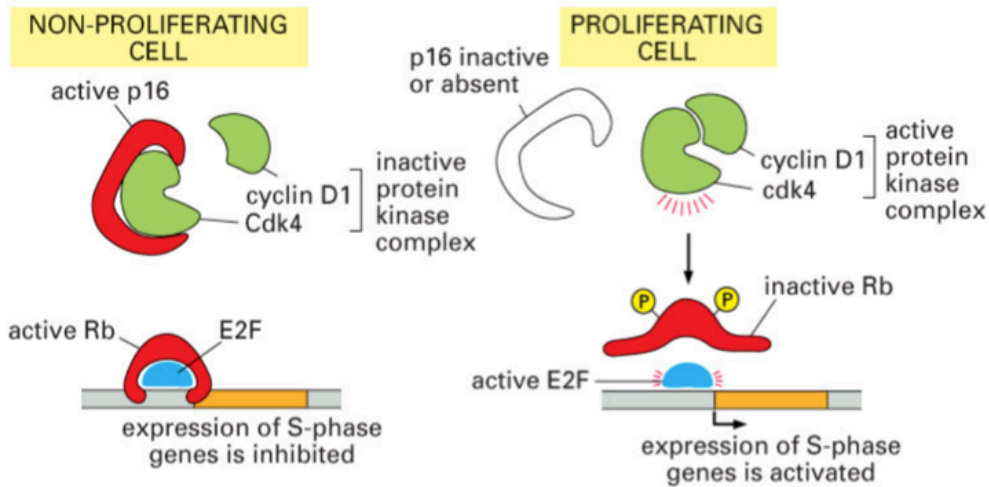 NON-PROLIFERATING
CELL
active p16
cyclin D1
Cdk4
inactive
protein
kinase
complex
active Rb
E2F
expression of S-phase
genes is inhibited
PROLIFERATING
CELL
p16 inactive
or absent
cyclin D1
cdk4
active
protein
kinase
complex
P
P
inactive Rb
active E2F
expression of S-phase
genes is activated